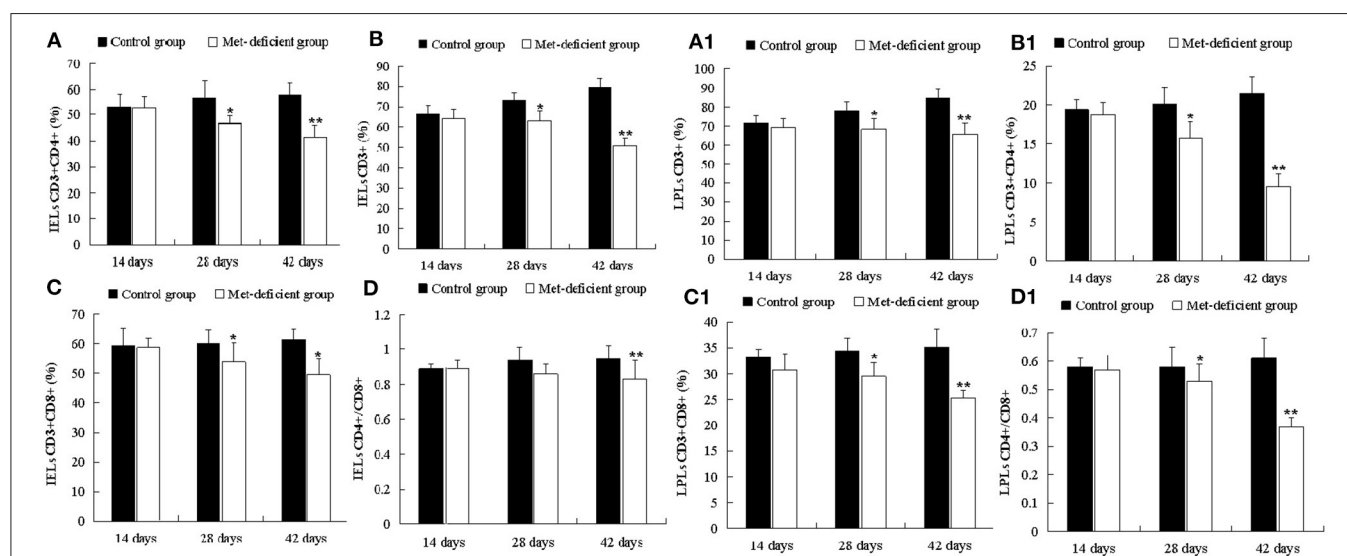 A
Control group Met-deficient group
IELs CD3+CD4+ (%)
70
60
50
40
30
20
10
0
*
**
14 days 28 days 42 days
B
Control group Met-deficient group
IELs CD3+ (%)
90
80
70
60
50
40
30
20
10
0
*
**
14 days 28 days 42 days
A1
Control group Met-deficient group
LPLs CD3+ (%)
100
90
80
70
60
50
40
30
20
10
0
*
**
14 days 28 days 42 days
B1
Control group Met-deficient group
LPLs CD3+CD4+ (%)
25
20
15
10
5
0
*
**
14 days 28 days 42 days
C
Control group Met-deficient group
IELs CD3+CD8+ (%)
70
60
50
40
30
20
10
0
*
*
14 days 28 days 42 days
D
Control group Met-deficient group
IELs CD4+/CD8+
1.2
1
0.8
0.6
0.4
0.2
0
**
14 days 28 days 42 days
C1
Control group Met-deficient group
LPLs CD3+CD8+ (%)
40
35
30
25
20
15
10
5
0
*
**
14 days 28 days 42 days
D1
Control group Met-deficient group
LPLs CD4+/CD8+
0.7
0.6
0.5
0.4
0.3
0.2
0.1
0
*
**
14 days 28 days 42 days